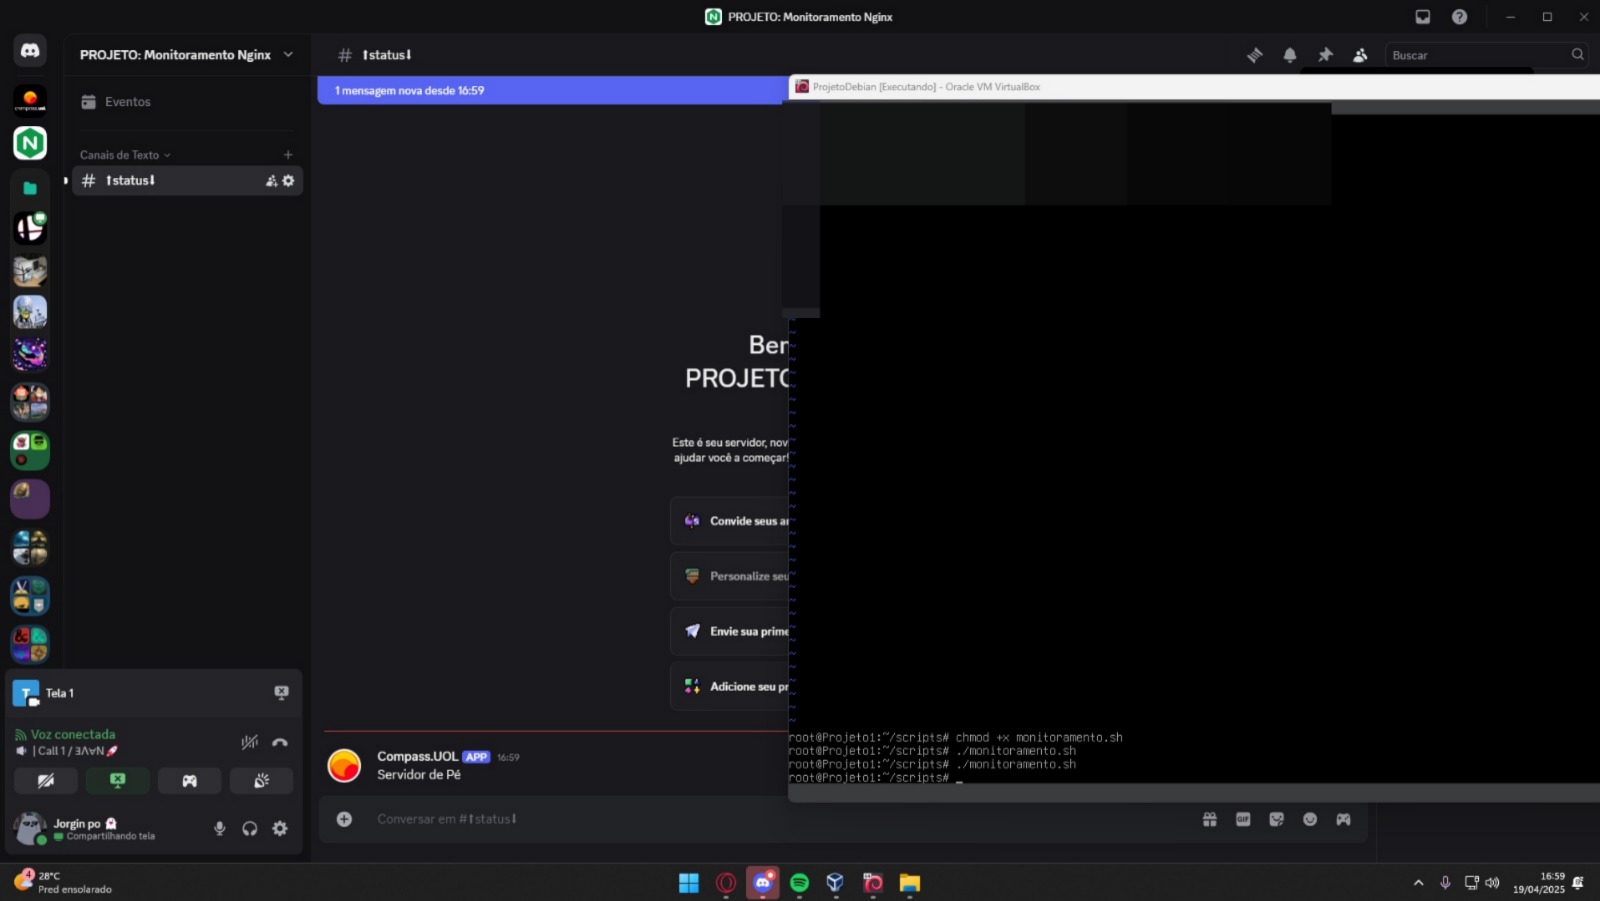 PROJETO: Monitoramento Nginx
PROJETO: Monitoramento Nginx
Eventos
Canais de Texto
# ⭡status⭣
# ⭡status⭣
Buscar
1 mensagem nova desde 16:59
ProjetoDebian [Executando] - Oracle VM VirtualBox
Ber
PROJETO
Este é seu servidor, nov
ajudar você a começar!
Convide seus a
Personalize seu
Envie sua prime
Adicione seu pr
Compass.UOL APP 16:59
Servidor de Pé
Conversar em #⭡status⭣
GIF
root@Projeto1:~/scripts# chmod +x monitoramento.sh
root@Projeto1:~/scripts# ./monitoramento.sh
root@Projeto1:~/scripts# ./monitoramento.sh
root@Projeto1:~/scripts# _
T
Tela 1
Voz conectada
| Call 1 / ƎΛɐN🚀
Jorgin po 👻
Compartilhando tela
4
28°C
Pred ensolarado
16:59
19/04/2025